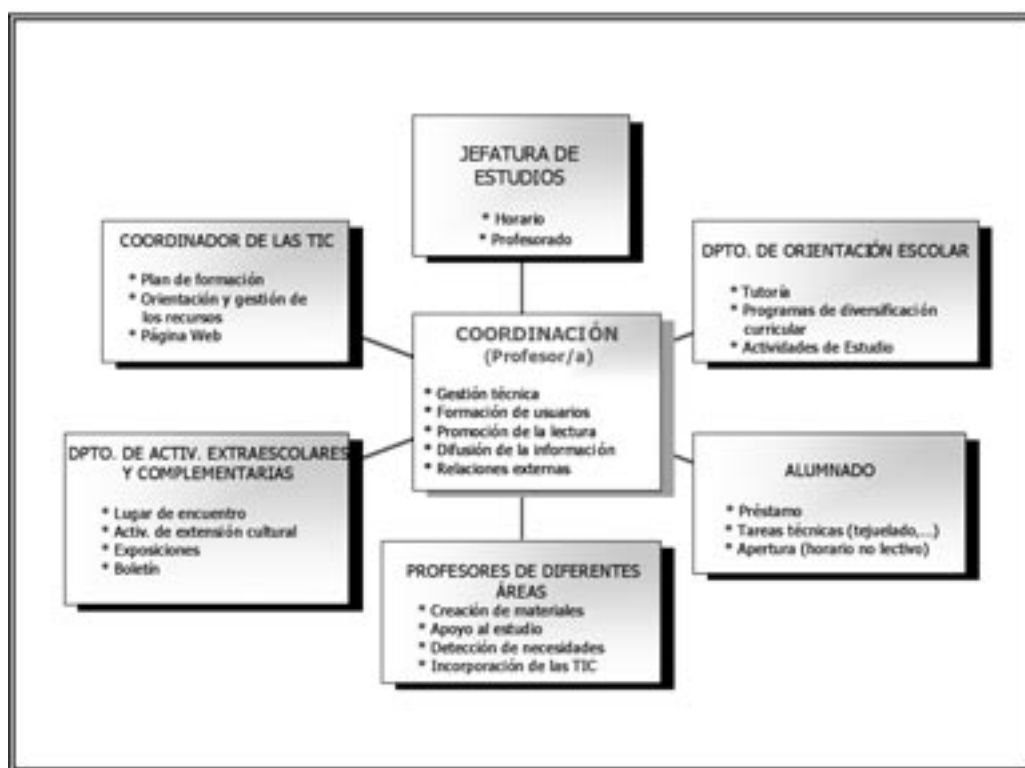 JEFATURA DE
ESTUDIOS
* Horario
* Profesorado
COORDINADOR DE LAS TIC
* Plan de formación
* Orientación y gestión de
los recursos
* Página Web
DPTO. DE ORIENTACIÓN ESCOLAR
* Tutoría
* Programas de diversificación
curricular
* Actividades de Estudio
COORDINACIÓN
(Profesor/a)
* Gestión técnica
* Formación de usuarios
* Promoción de la lectura
* Difusión de la información
* Relaciones externas
DPTO. DE ACTIV. EXTRAESCOLARES
Y COMPLEMENTARIAS
* Lugar de encuentro
* Activ. de extensión cultural
* Exposiciones
* Boletín
ALUMNADO
* Préstamo
* Tareas técnicas (tejuelado,...)
* Apertura (horario no lectivo)
PROFESORES DE DIFERENTES
ÁREAS
* Creación de materiales
* Apoyo al estudio
* Detección de necesidades
* Incorporación de las TIC